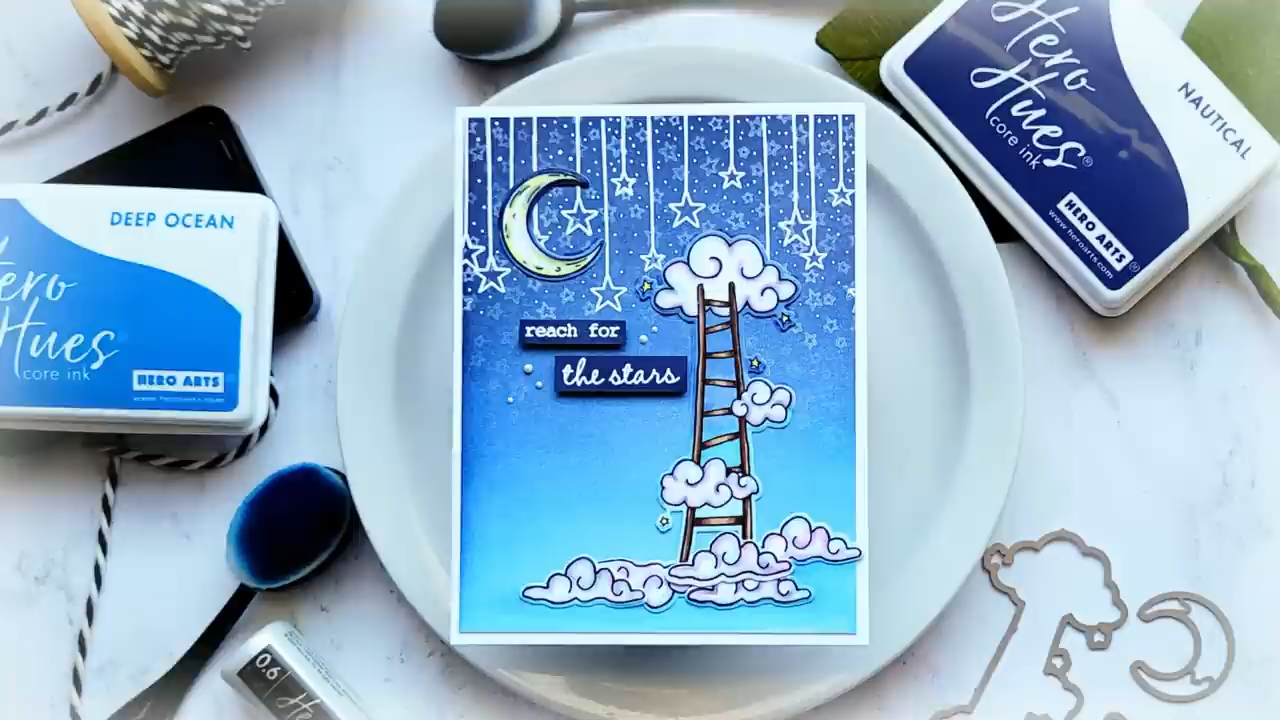 DEEP OCEAN
Hues
core ink
HERO ARTS
reach for
the stars
Hero
Hues®
core ink
NAUTICAL
HERO ARTS®
www.heroarts.com
0.6